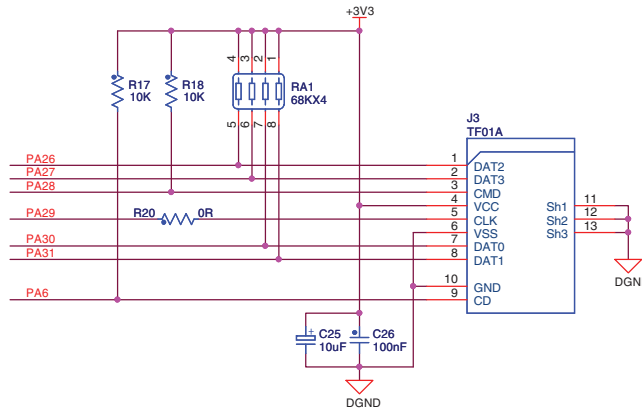 +3V3
4 3 2 1
R17
10K
R18
10K
RA1
68KX4
5 6 7 8
J3
TF01A
PA26
1 DAT2
PA27
2 DAT3
PA28
3 CMD
4 VCC
Sh1 11
PA29
R20 0R
5 CLK
Sh2 12
6 VSS
Sh3 13
PA30
7 DAT0
PA31
8 DAT1
10 GND
DGN
PA6
9 CD
C25
10uF
+
C26
100nF
DGND